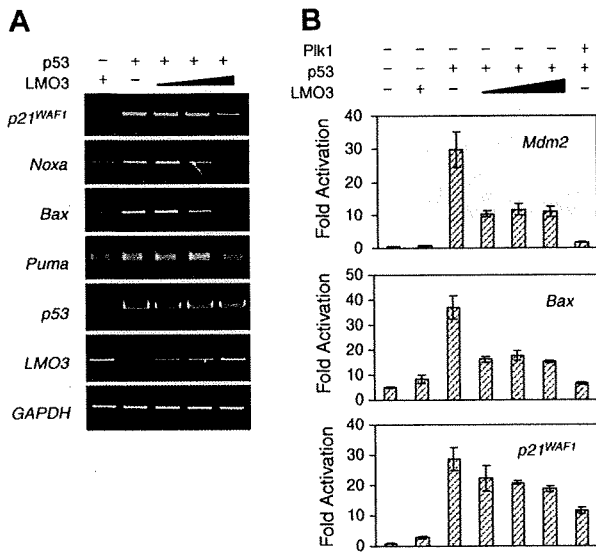 A
p53 − + + + +
LMO3 + −
p21WAF1
Noxa
Bax
Puma
p53
LMO3
GAPDH
B
Plk1 − − − − − − +
p53 − − + + + + +
LMO3 − + − −
Fold Activation
40
30
20
10
0
Mdm2
Fold Activation
50
40
30
20
10
0
Bax
Fold Activation
40
30
20
10
0
p21WAF1